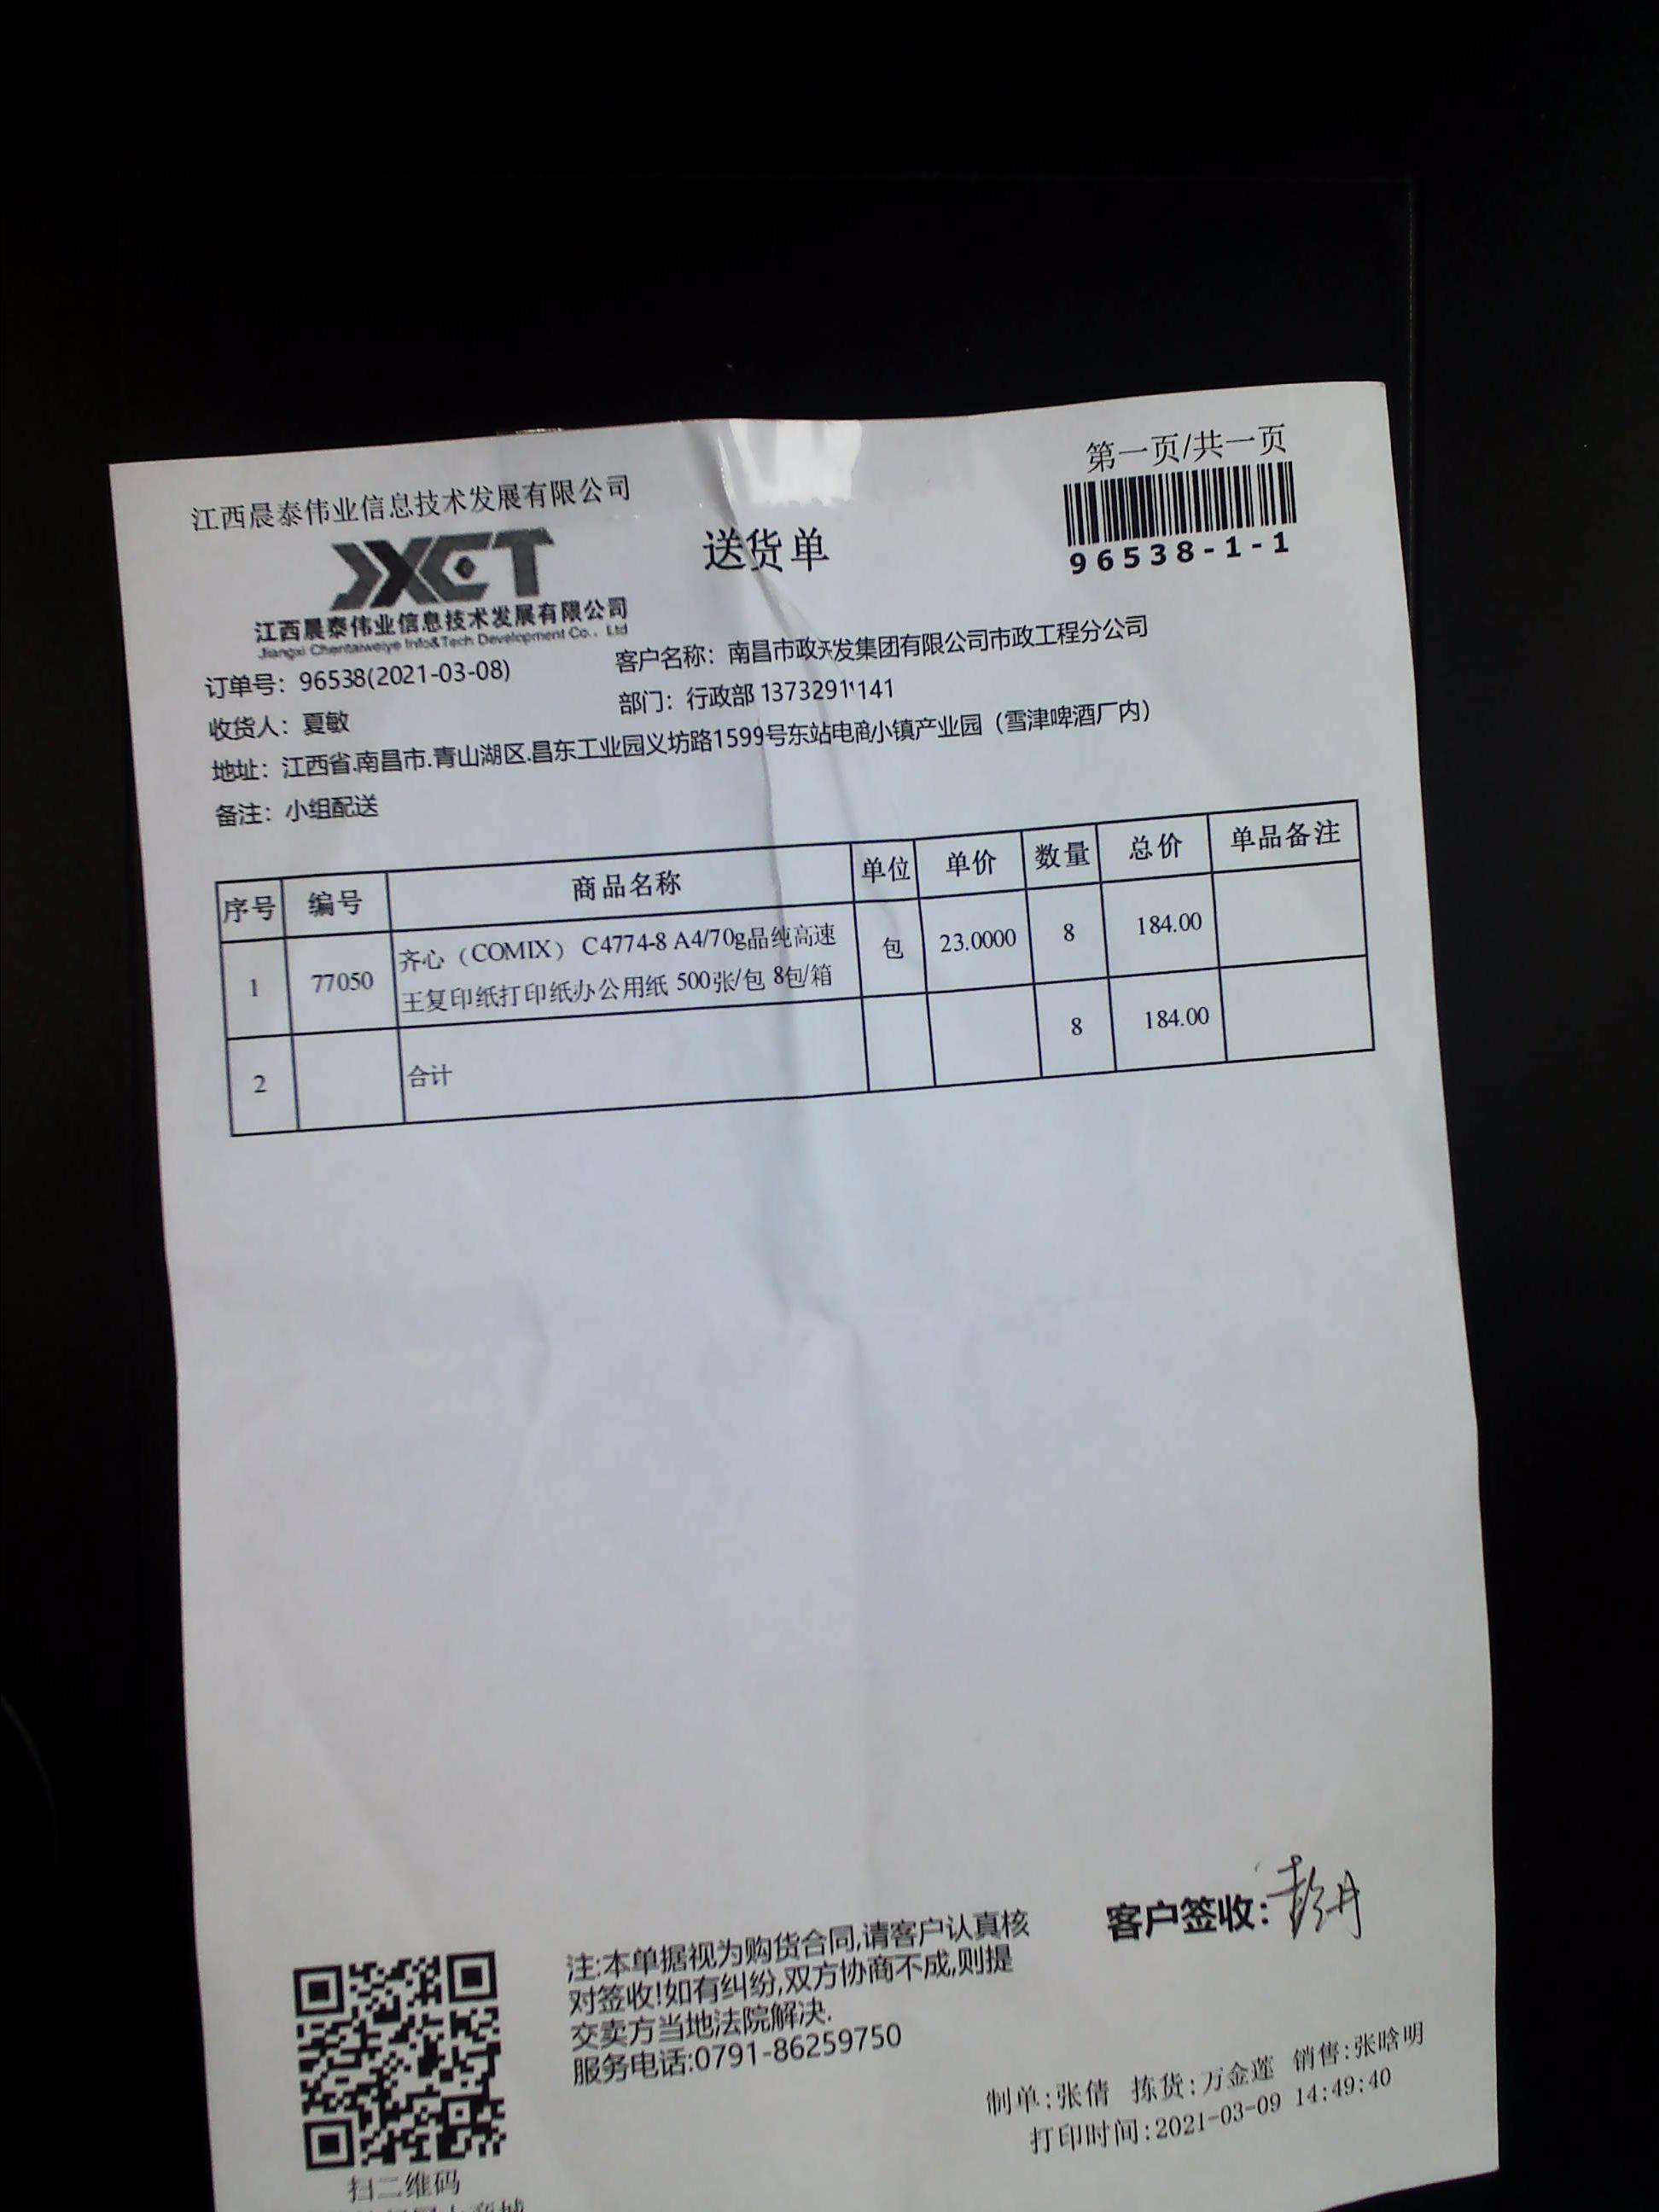 第一页/共一页
江西晨泰伟业信息技术发展有限公司
送货单
96538-1-1
JXCT
江西晨泰伟业信息技术发展有限公司
Jiangxi Chentaiweiye Info&Tech Development Co., Ltd
订单号: 96538(2021-03-08) 客户名称: 南昌市政开发集团有限公司市政工程分公司
收货人: 夏敏 部门: 行政部
地址: 江西省.南昌市.青山湖区.昌东工业园义坊路1599号东站电商小镇产业园（雪津啤酒厂内）
备注: 小组配送
序号 编号 商品名称 单位 单价 数量 总价 单品备注
1 77050 齐心（COMIX） C4774-8 A4/70g晶纯高速 包 23.0000 8 184.00
王复印纸打印纸办公用纸 500张/包 8包/箱
2 合计 8 184.00
客户签收:
注:本单据视为购货合同,请客户认真核
对签收!如有纠纷,双方协商不成,则提
交卖方当地法院解决.
服务电话:0791-86259750
制单:张倩 拣货:万金莲 销售:张晗明
打印时间:2021-03-09 14:49:40
扫二维码